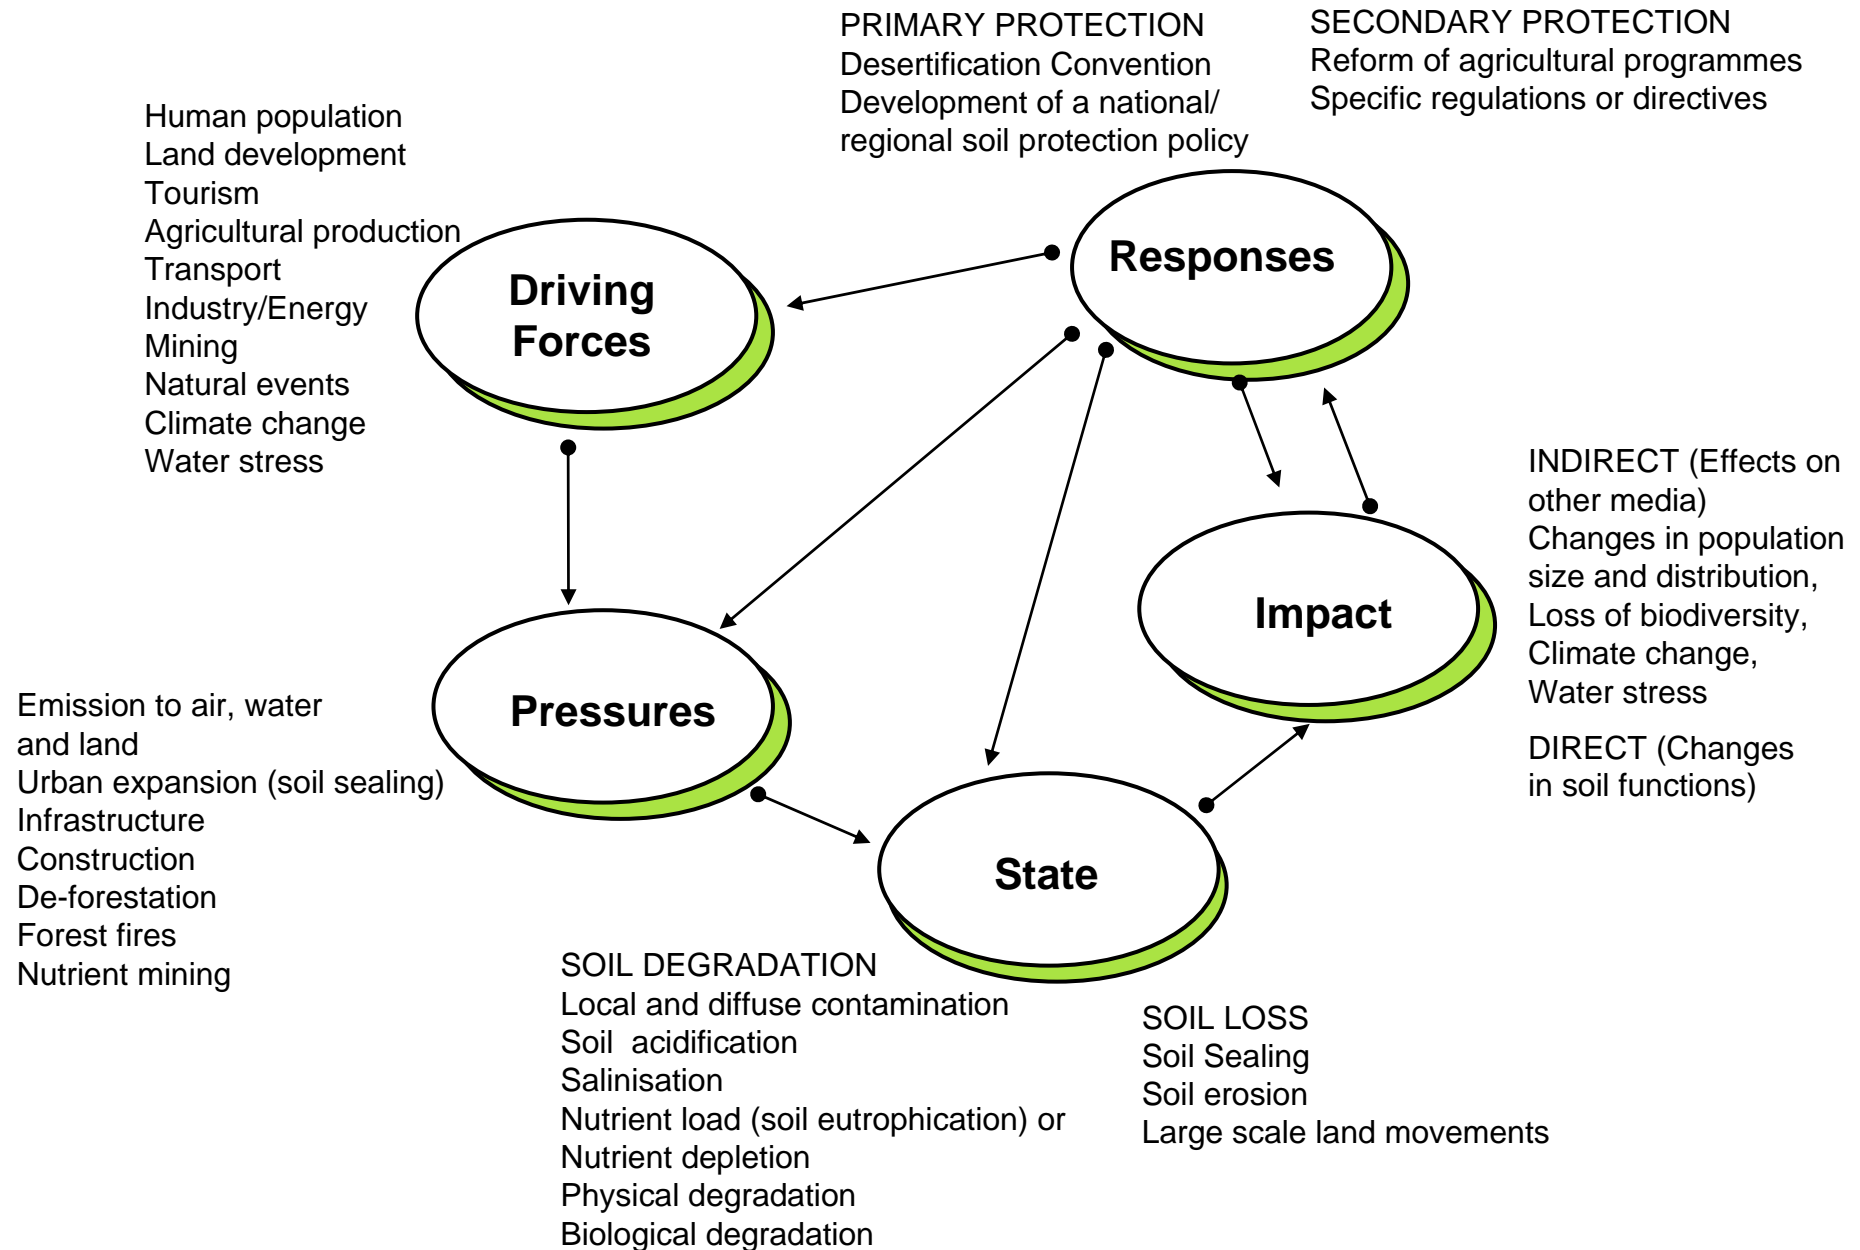 PRIMARY PROTECTION
Desertification Convention
Development of a national/
regional soil protection policy
SECONDARY PROTECTION
Reform of agricultural programmes
Specific regulations or directives
Human population
Land development
Tourism
Agricultural production
Transport
Industry/Energy
Mining
Natural events
Climate change
Water stress
Driving
Forces
Responses
INDIRECT (Effects on
other media)
Changes in population
size and distribution,
Loss of biodiversity,
Climate change,
Water stress
DIRECT (Changes
in soil functions)
Impact
Pressures
Emission to air, water
and land
Urban expansion (soil sealing)
Infrastructure
Construction
De-forestation
Forest fires
Nutrient mining
State
SOIL DEGRADATION
Local and diffuse contamination
Soil  acidification
Salinisation
Nutrient load (soil eutrophication) or
Nutrient depletion
Physical degradation
Biological degradation
SOIL LOSS
Soil Sealing
Soil erosion
Large scale land movements